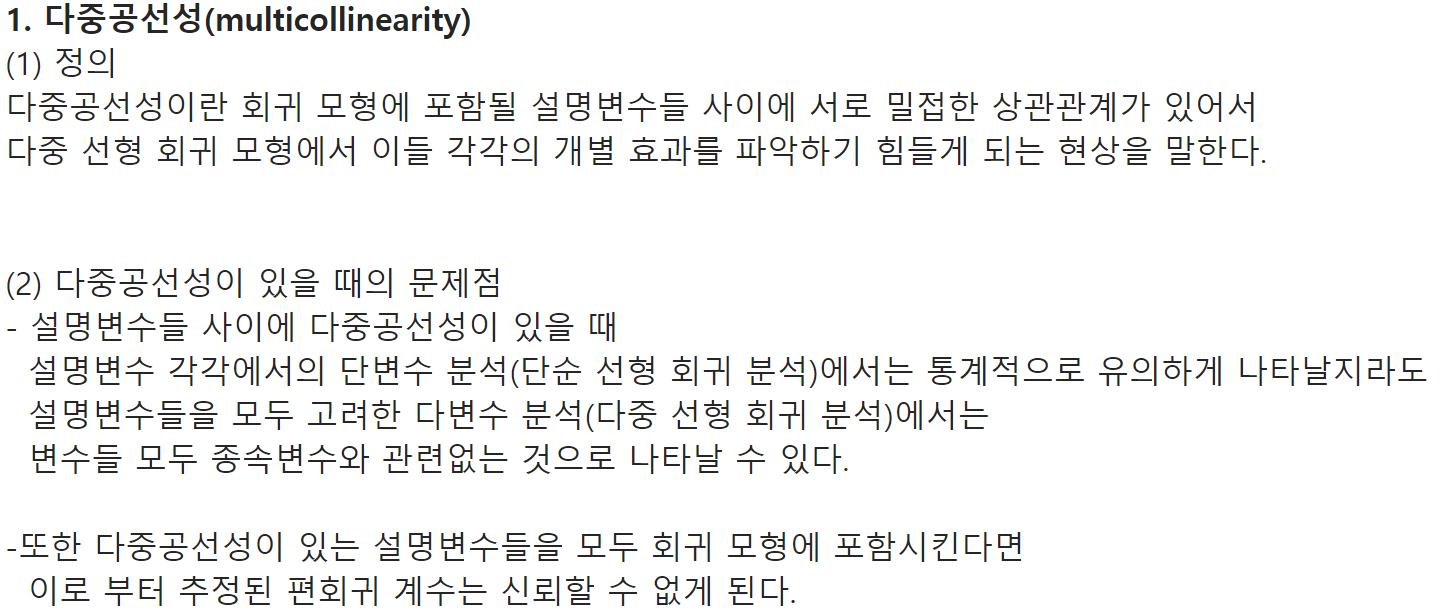 1. 다중공선성(multicollinearity)
(1) 정의
다중공선성이란 회귀 모형에 포함될 설명변수들 사이에 서로 밀접한 상관관계가 있어서
다중 선형 회귀 모형에서 이들 각각의 개별 효과를 파악하기 힘들게 되는 현상을 말한다.
(2) 다중공선성이 있을 때의 문제점
- 설명변수들 사이에 다중공선성이 있을 때
설명변수 각각에서의 단변수 분석(단순 선형 회귀 분석)에서는 통계적으로 유의하게 나타날지라도
설명변수들을 모두 고려한 다변수 분석(다중 선형 회귀 분석)에서는
변수들 모두 종속변수와 관련없는 것으로 나타날 수 있다.
-또한 다중공선성이 있는 설명변수들을 모두 회귀 모형에 포함시킨다면
이로 부터 추정된 편회귀 계수는 신뢰할 수 없게 된다.